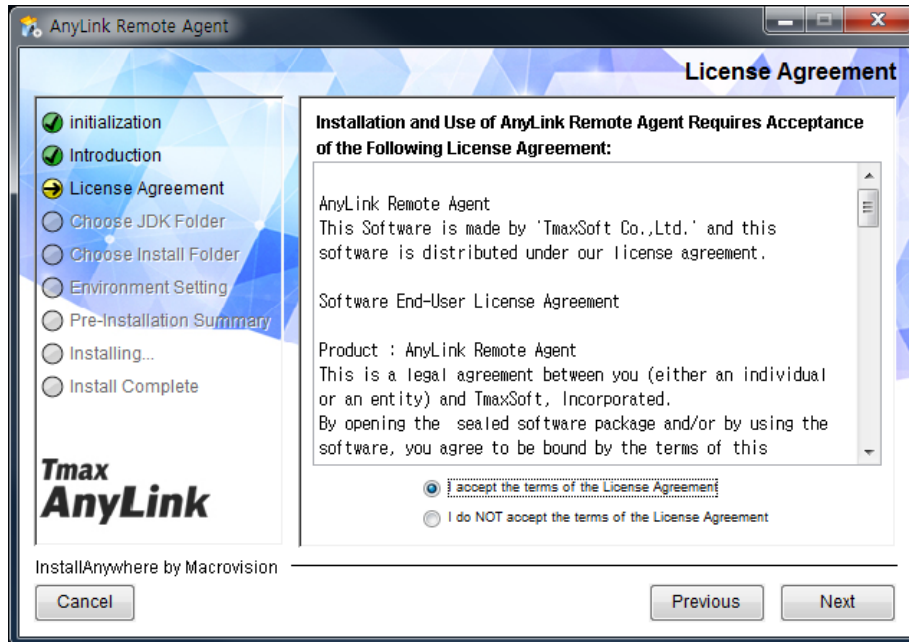 AnyLink Remote Agent
License Agreement
initialization
Introduction
License Agreement
Choose JDK Folder
Choose Install Folder
Environment Setting
Pre-Installation Summary
Installing...
Install Complete
Tmax
AnyLink
Installation and Use of AnyLink Remote Agent Requires Acceptance
of the Following License Agreement:
AnyLink Remote Agent
This Software is made by 'TmaxSoft Co.,Ltd.' and this
software is distributed under our license agreement.
Software End-User License Agreement
Product : AnyLink Remote Agent
This is a legal agreement between you (either an individual
or an entity) and TmaxSoft, Incorporated.
By opening the sealed software package and/or by using the
software, you agree to be bound by the terms of this
I accept the terms of the License Agreement
I do NOT accept the terms of the License Agreement
InstallAnywhere by Macrovision
Cancel
Previous
Next